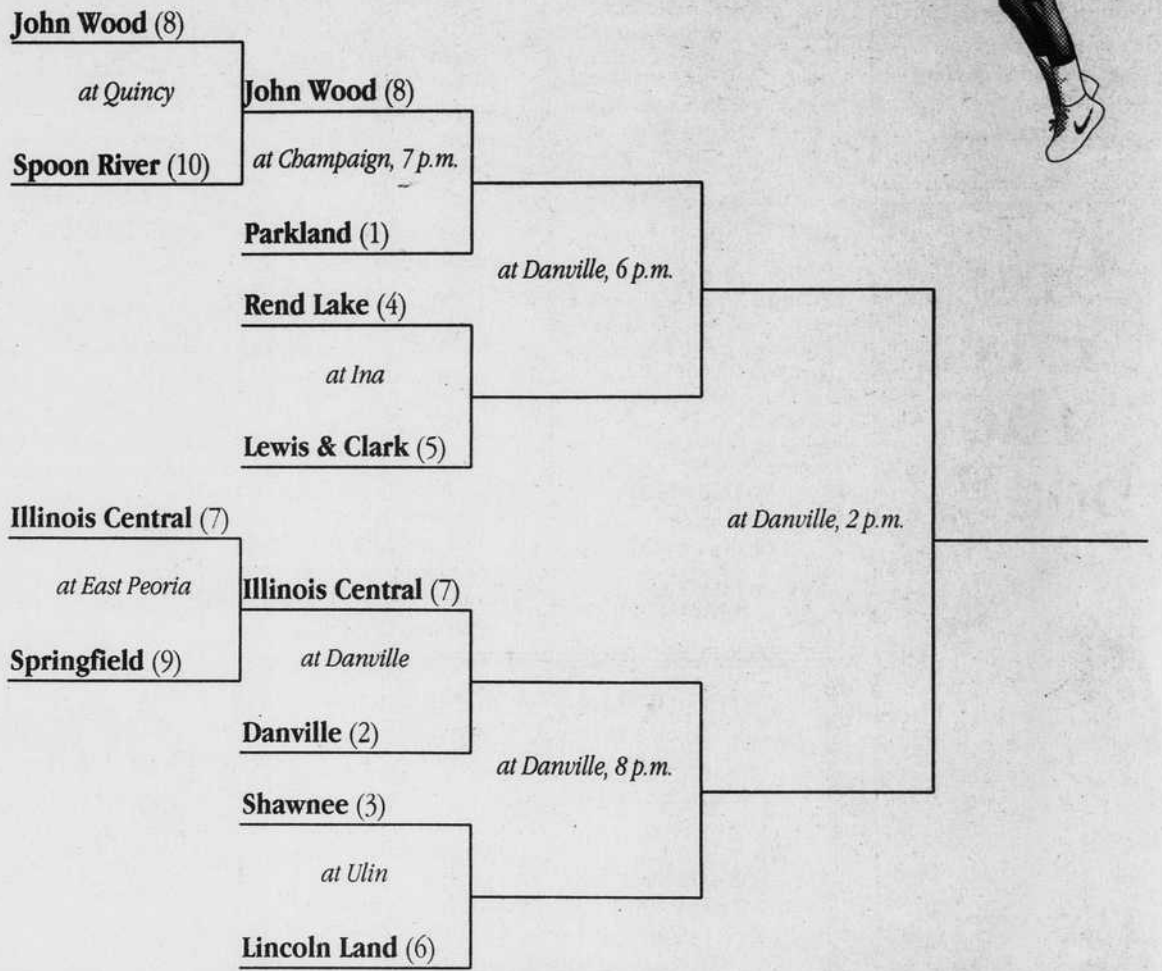 John Wood (8)
at Quincy
Spoon River (10)
John Wood (8)
at Champaign, 7 p.m.
Parkland (1)
Rend Lake (4)
at Ina
Lewis & Clark (5)
at Danville, 6 p.m.
Illinois Central (7)
at East Peoria
Springfield (9)
Illinois Central (7)
at Danville
Danville (2)
Shawnee (3)
at Ulin
Lincoln Land (6)
at Danville, 8 p.m.
at Danville, 2 p.m.